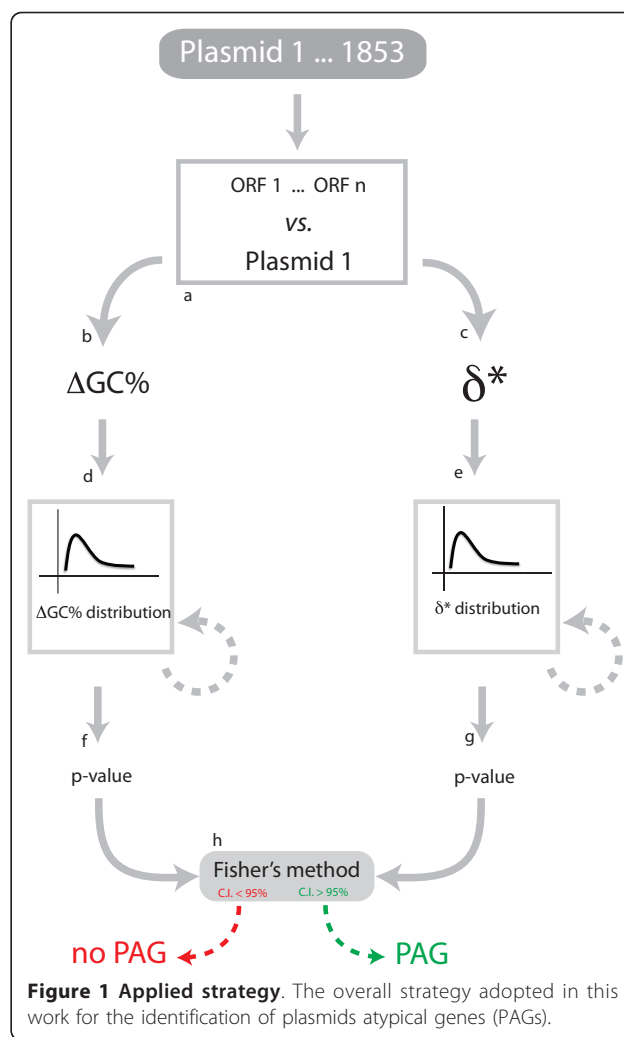 Plasmid 1 ... 1853
ORF 1 ... ORF n
vs.
Plasmid 1
a
b
c
ΔGC%
δ*
d
e
ΔGC% distribution
δ* distribution
f
g
p-value
p-value
h
Fisher's method
C.I. < 95%
C.I. > 95%
no PAG
PAG
Figure 1 Applied strategy. The overall strategy adopted in this
work for the identification of plasmids atypical genes (PAGs).